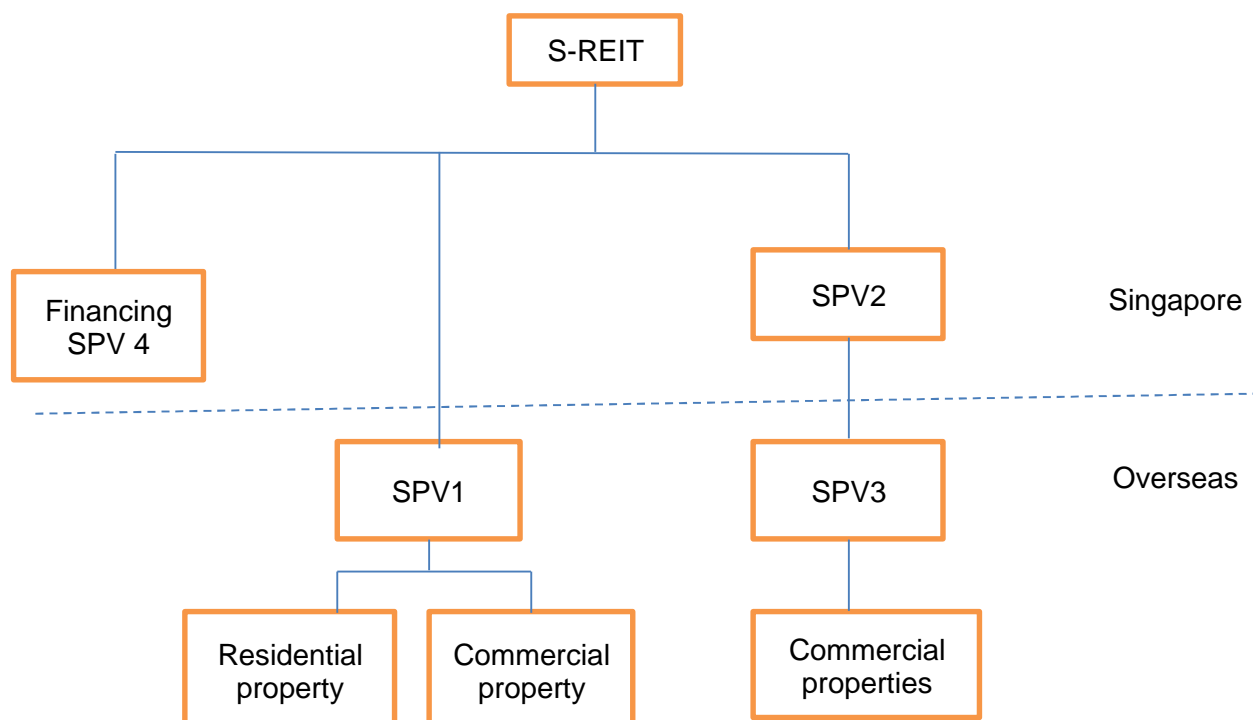 S-REIT
Financing
SPV 4
SPV2
Singapore
SPV1
SPV3
Overseas
Residential
property
Commercial
property
Commercial
properties